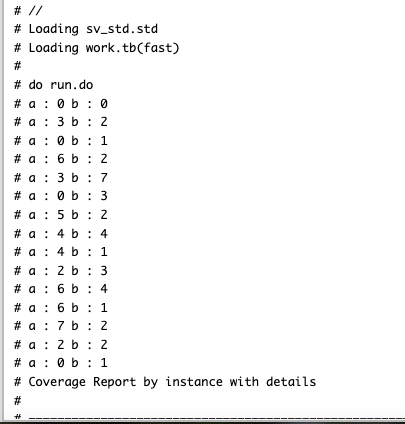 # //
# Loading sv_std.std
# Loading work.tb(fast)
#
# do run.do
# a : 0 b : 0
# a : 3 b : 2
# a : 0 b : 1
# a : 6 b : 2
# a : 3 b : 7
# a : 0 b : 3
# a : 5 b : 2
# a : 4 b : 4
# a : 4 b : 1
# a : 2 b : 3
# a : 6 b : 4
# a : 6 b : 1
# a : 7 b : 2
# a : 2 b : 2
# a : 0 b : 1
# Coverage Report by instance with details
#
#